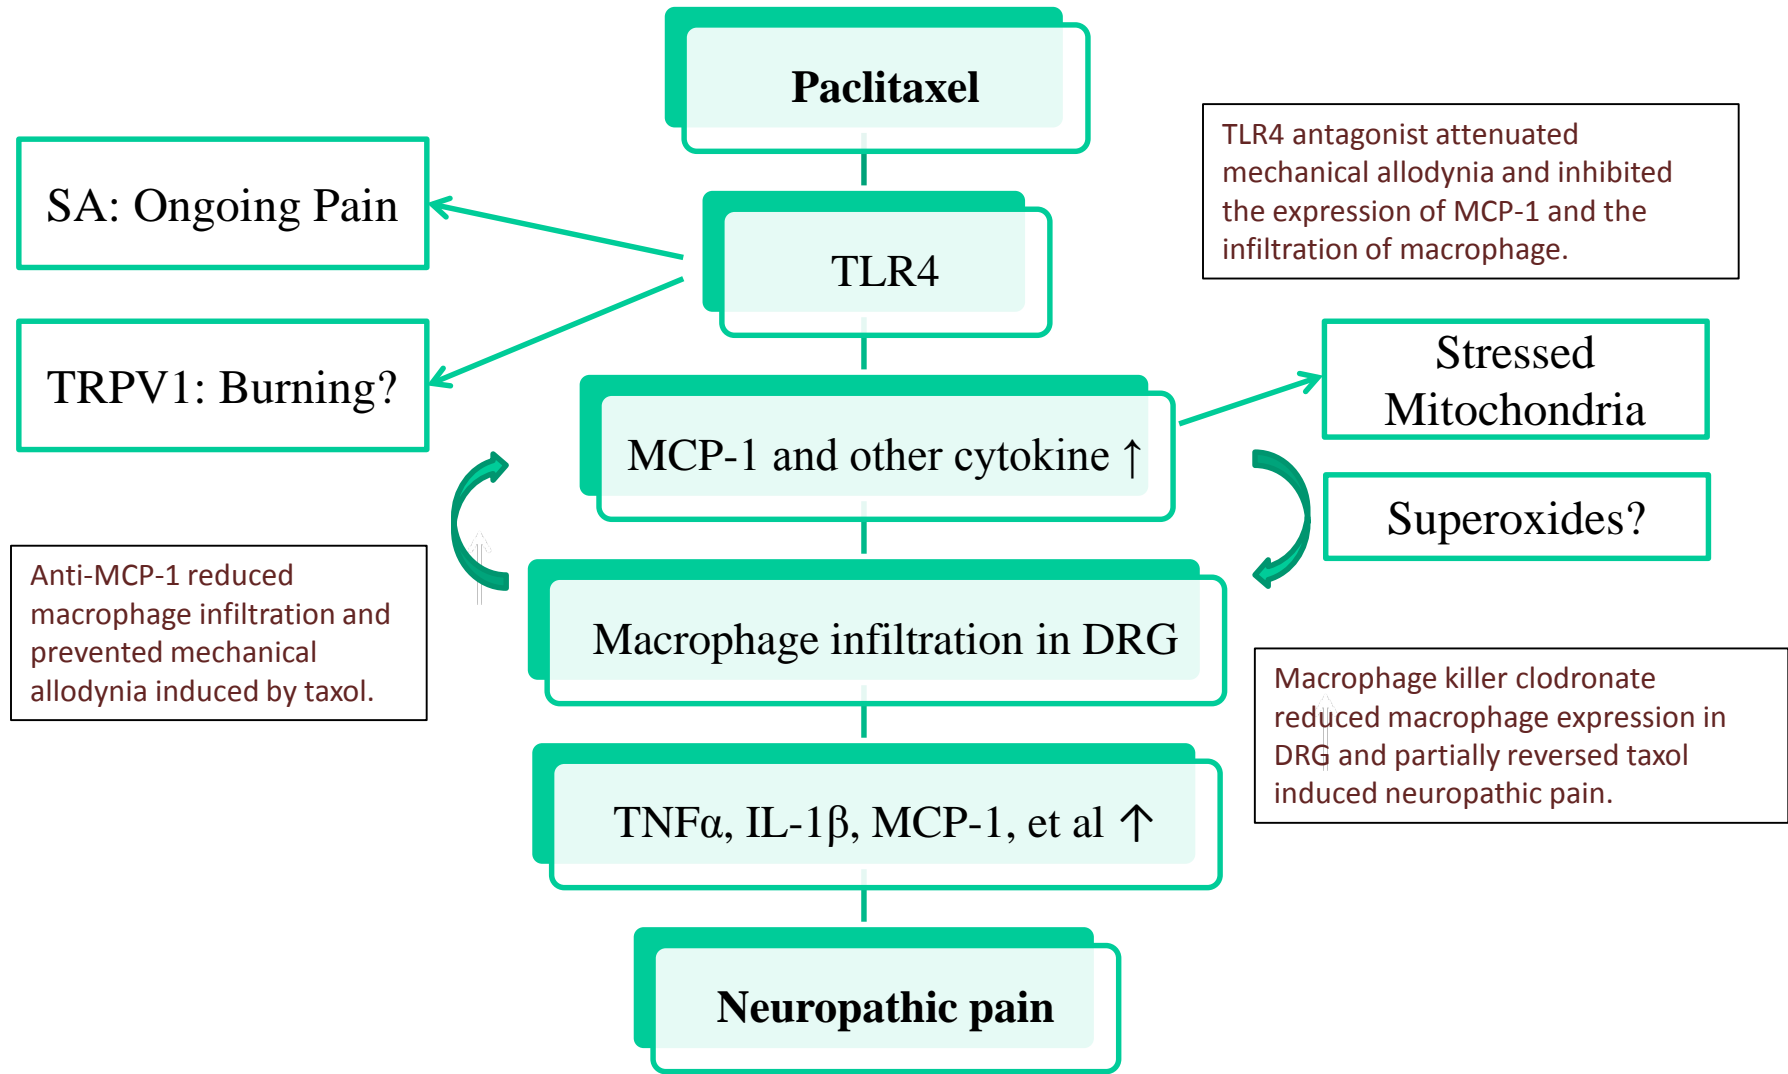 Paclitaxel
TLR4 antagonist attenuated
mechanical allodynia and inhibited
the expression of MCP-1 and the
infiltration of macrophage.
SA: Ongoing Pain
TLR4
TRPV1: Burning?
Stressed
Mitochondria
MCP-1 and other cytokine ↑
Superoxides?
Anti-MCP-1 reduced
macrophage infiltration and
prevented mechanical
allodynia induced by taxol.
Macrophage infiltration in DRG
Macrophage killer clodronate
reduced macrophage expression in
DRG and partially reversed taxol
induced neuropathic pain.
TNFα, IL-1β, MCP-1, et al ↑
Neuropathic pain